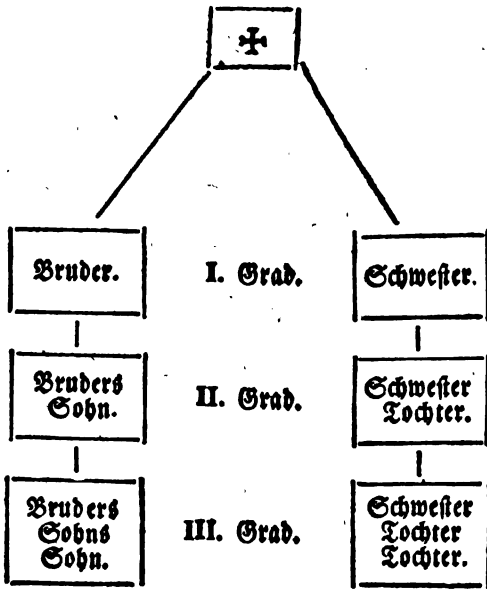 ✠
Bruder. I. Grad. Schwester.
Bruders
Sohn.
II. Grad.
Schwester
Tochter.
Bruders
Sohns
Sohn.
III. Grad.
Schwester
Tochter
Tochter.